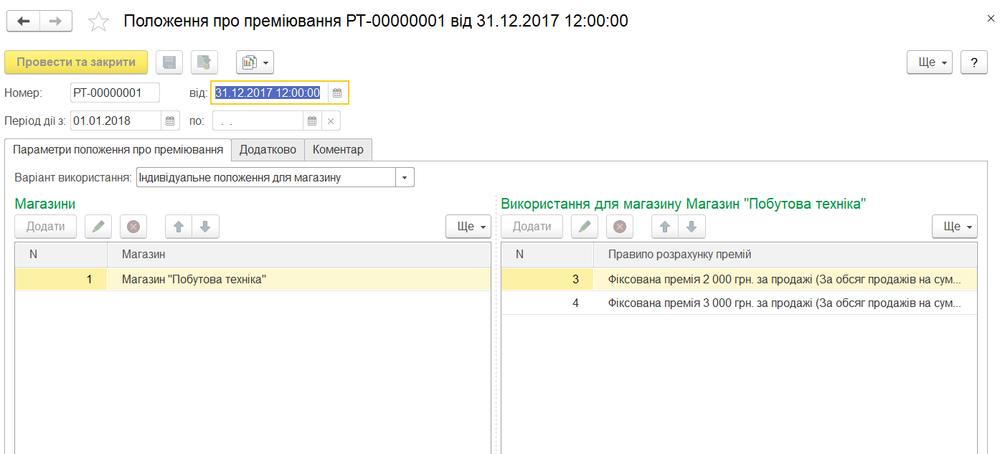 Положення про преміювання РТ-00000001 від 31.12.2017 12:00:00
Провести та закрити
Ще
?
Номер: РТ-00000001 від: 31.12.2017 12:00:00
Період дії з: 01.01.2018 по: . .
Параметри положення про преміювання Додатково Коментар
Варіант використання: Індивідуальне положення для магазину
Магазини
Додати
Ще
N Магазин
1 Магазин "Побутова техніка"
Використання для магазину Магазин "Побутова техніка"
Додати
Ще
N Правило розрахунку премій
3 Фіксована премія 2 000 грн. за продажі (За обсяг продажів на сум...
4 Фіксована премія 3 000 грн. за продажі (За обсяг продажів на сум...